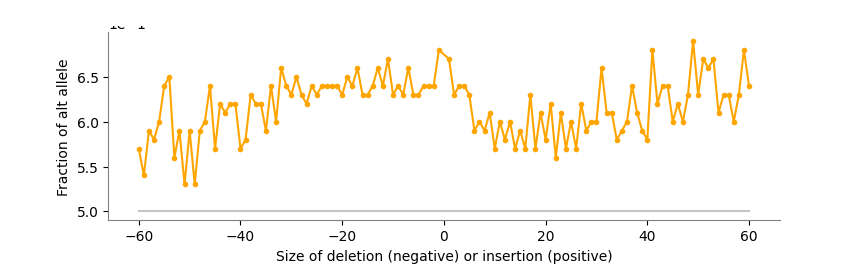 6.5
6.0
5.5
5.0
Fraction of alt allele
−60 −40 −20 0 20 40 60
Size of deletion (negative) or insertion (positive)